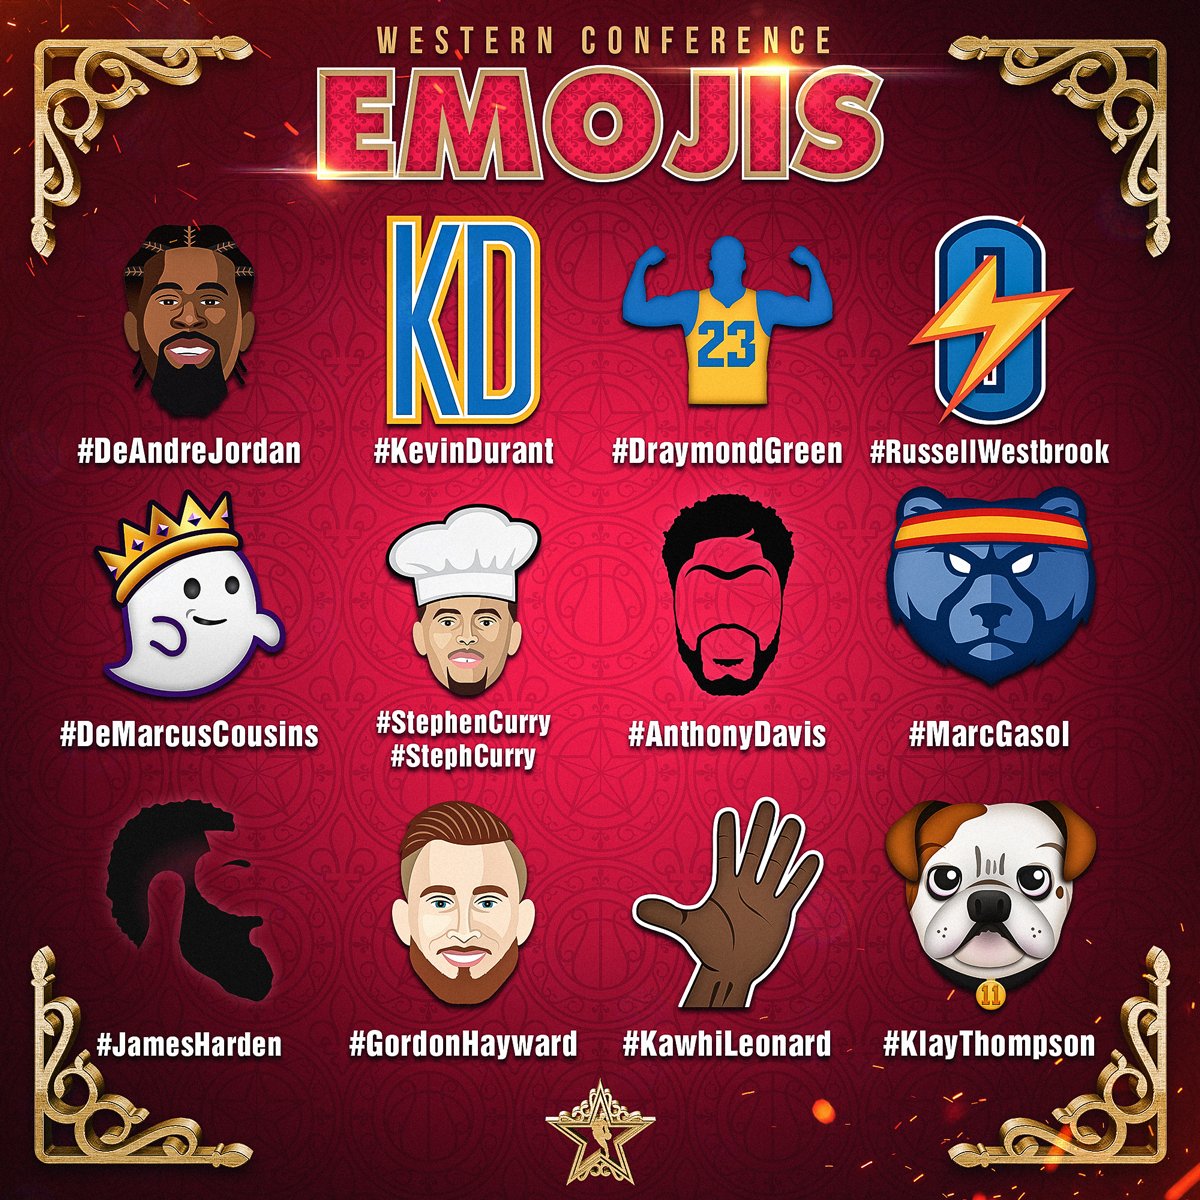 WESTERN CONFERENCE
EMOJIS
KD
23
0
#DeAndreJordan
#KevinDurant
#DraymondGreen
#RussellWestbrook
#DeMarcusCousins
#StephenCurry
#StephCurry
#AnthonyDavis
#MarcGasol
11
#JamesHarden
#GordonHayward
#KawhiLeonard
#KlayThompson